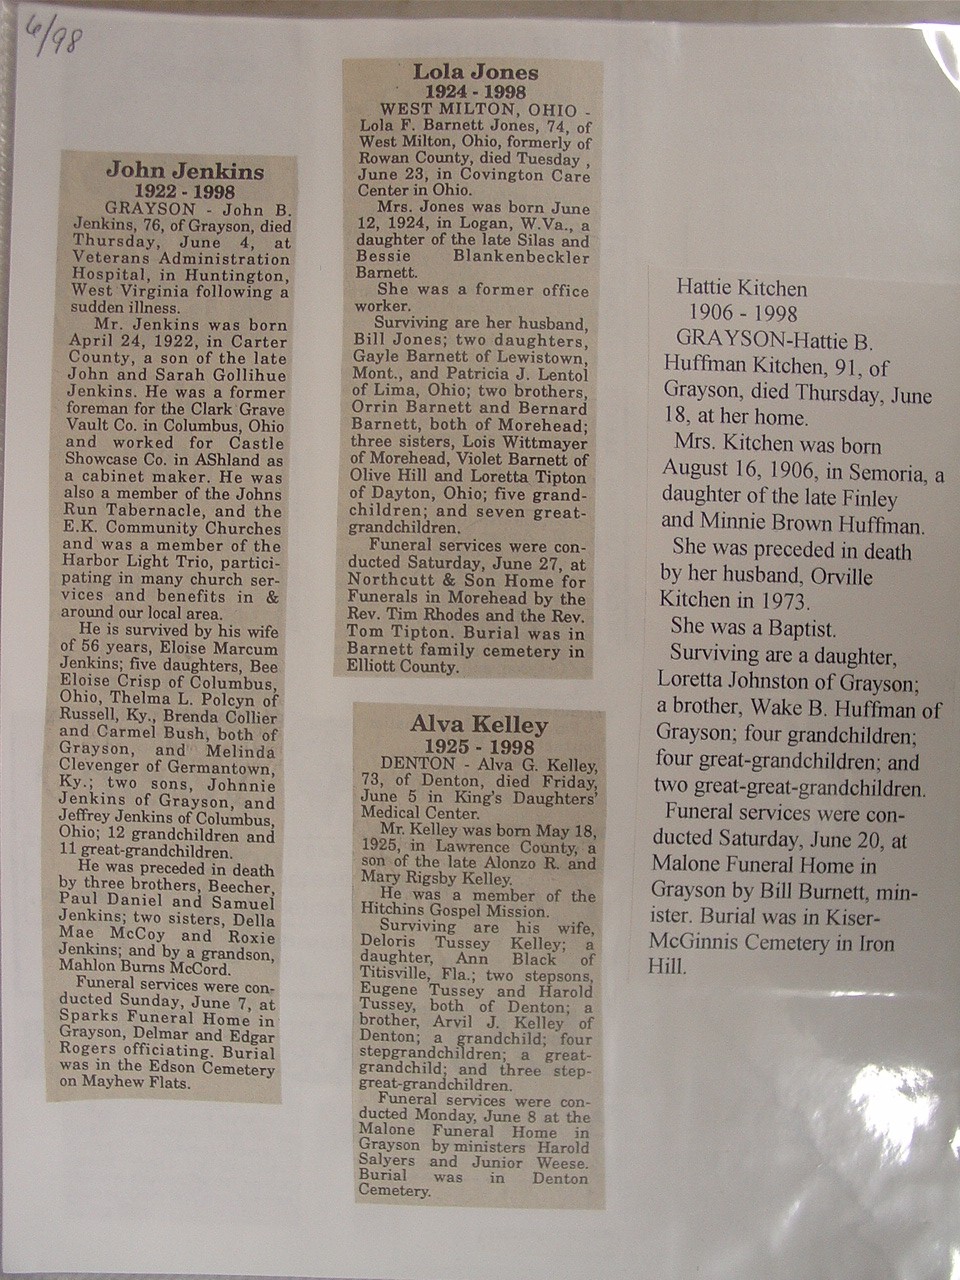 6/98
John Jenkins
1922 - 1998
GRAYSON - John B.
Jenkins, 76, of Grayson, died
Thursday, June 4, at
Veterans Administration
Hospital, in Huntington,
West Virginia following a
sudden illness.
Mr. Jenkins was born
April 24, 1922, in Carter
County, a son of the late
John and Sarah Gollihue
Jenkins. He was a former
foreman for the Clark Grave
Vault Co. in Columbus, Ohio
and worked for Castle
Showcase Co. in AShland as
a cabinet maker. He was
also a member of the Johns
Run Tabernacle, and the
E.K. Community Churches
and was a member of the
Harbor Light Trio, partici-
pating in many church ser-
vices and benefits in &
around our local area.
He is survived by his wife
of 56 years, Eloise Marcum
Jenkins; five daughters, Bee
Eloise Crisp of Columbus,
Ohio, Thelma L. Polcyn of
Russell, Ky., Brenda Collier
and Carmel Bush, both of
Grayson, and Melinda
Clevenger of Germantown,
Ky.; two sons, Johnnie
Jenkins of Grayson, and
Jeffrey Jenkins of Columbus,
Ohio; 12 grandchildren and
11 great-grandchildren.
He was preceded in death
by three brothers, Beecher,
Paul Daniel and Samuel
Jenkins; two sisters, Della
Mae McCoy and Roxie
Jenkins; and by a grandson,
Mahlon Burns McCord.
Funeral services were con-
ducted Sunday, June 7, at
Sparks Funeral Home in
Grayson, Delmar and Edgar
Rogers officiating. Burial
was in the Edson Cemetery
on Mayhew Flats.
Lola Jones
1924 - 1998
WEST MILTON, OHIO -
Lola F. Barnett Jones, 74, of
West Milton, Ohio, formerly of
Rowan County, died Tuesday ,
June 23, in Covington Care
Center in Ohio.
Mrs. Jones was born June
12, 1924, in Logan, W.Va., a
daughter of the late Silas and
Bessie Blankenbeckler
Barnett.
She was a former office
worker.
Surviving are her husband,
Bill Jones; two daughters,
Gayle Barnett of Lewistown,
Mont., and Patricia J. Lentol
of Lima, Ohio; two brothers,
Orrin Barnett and Bernard
Barnett, both of Morehead;
three sisters, Lois Wittmayer
of Morehead, Violet Barnett of
Olive Hill and Loretta Tipton
of Dayton, Ohio; five grand-
children; and seven great-
grandchildren.
Funeral services were con-
ducted Saturday, June 27, at
Northcutt & Son Home for
Funerals in Morehead by the
Rev. Tim Rhodes and the Rev.
Tom Tipton. Burial was in
Barnett family cemetery in
Elliott County.
Alva Kelley
1925 - 1998
DENTON - Alva G. Kelley,
73, of Denton, died Friday,
June 5 in King's Daughters'
Medical Center.
Mr. Kelley was born May 18,
1925, in Lawrence County, a
son of the late Alonzo R. and
Mary Rigsby Kelley.
He was a member of the
Hitchins Gospel Mission.
Surviving are his wife,
Deloris Tussey Kelley; a
daughter, Ann Black of
Titisville, Fla.; two stepsons,
Eugene Tussey and Harold
Tussey, both of Denton; a
brother, Arvil J. Kelley of
Denton; a grandchild; four
stepgrandchildren; a great-
grandchild; and three step-
great-grandchildren.
Funeral services were con-
ducted Monday, June 8 at the
Malone Funeral Home in
Grayson by ministers Harold
Salyers and Junior Weese.
Burial was in Denton
Cemetery.
Hattie Kitchen
1906 - 1998
GRAYSON-Hattie B.
Huffman Kitchen, 91, of
Grayson, died Thursday, June
18, at her home.
Mrs. Kitchen was born
August 16, 1906, in Semoria, a
daughter of the late Finley
and Minnie Brown Huffman.
She was preceded in death
by her husband, Orville
Kitchen in 1973.
She was a Baptist.
Surviving are a daughter,
Loretta Johnston of Grayson;
a brother, Wake B. Huffman of
Grayson; four grandchildren;
four great-grandchildren; and
two great-great-grandchildren.
Funeral services were con-
ducted Saturday, June 20, at
Malone Funeral Home in
Grayson by Bill Burnett, min-
ister. Burial was in Kiser-
McGinnis Cemetery in Iron
Hill.